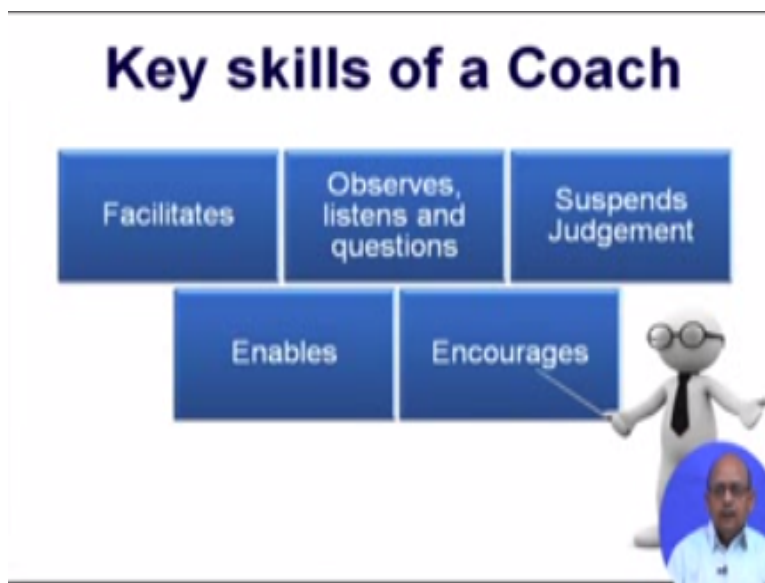 Key skills of a Coach
Facilitates
Observes,
listens and
questions
Suspends
Judgement
Enables
Encourages